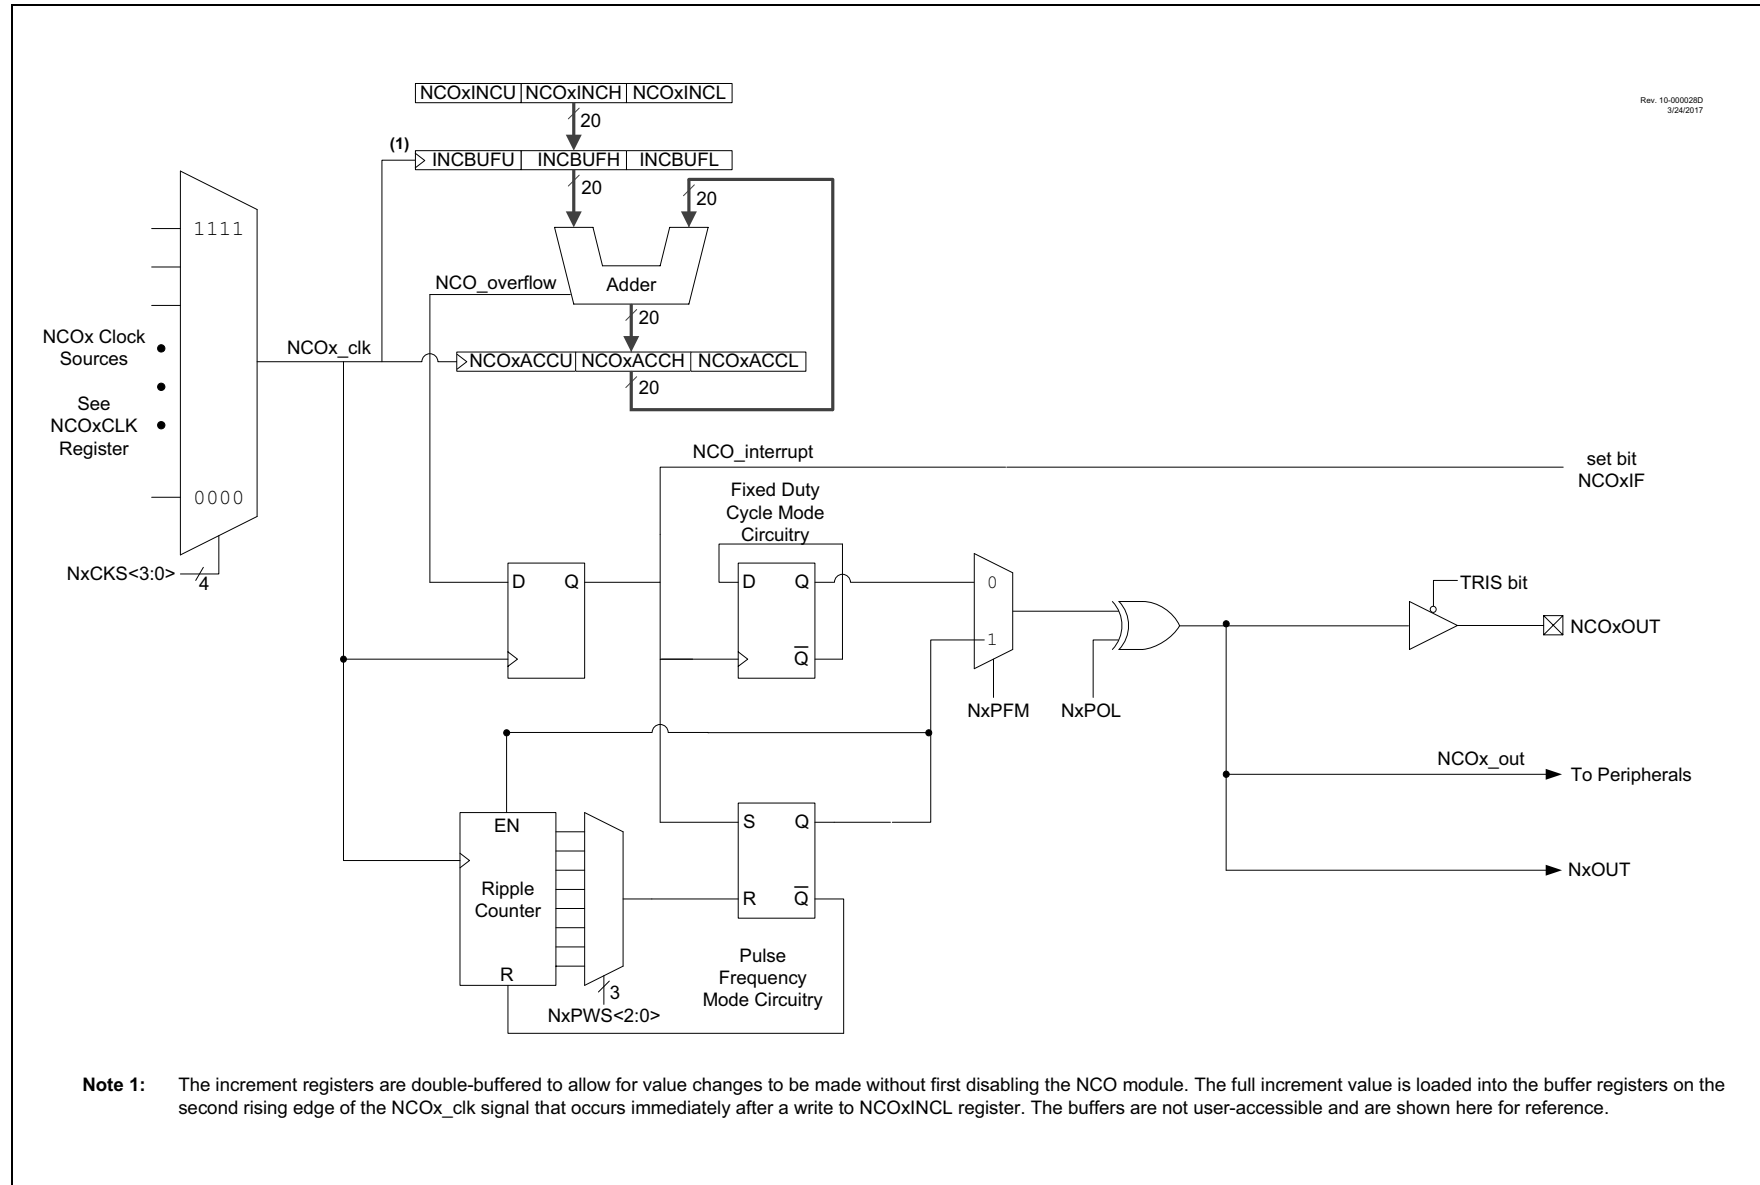 Rev. 10-000028D
3/24/2017
NCOxINCU NCOxINCH NCOxINCL
20
(1)
INCBUFU INCBUFH INCBUFL
20
20
1111
NCO_overflow
Adder
20
NCOx Clock
Sources
NCOx_clk
NCOxACCU NCOxACCH NCOxACCL
20
See
NCOxCLK
Register
NCO_interrupt
set bit
NCOxIF
0000
Fixed Duty
Cycle Mode
Circuitry
NxCKS<3:0>
4
D Q
D Q
0
TRIS bit
NCOxOUT
1
Q
NxPFM
NxPOL
NCOx_out
To Peripherals
EN
S Q
NxOUT
Ripple
Counter
R Q
R
Pulse
Frequency
Mode Circuitry
3
NxPWS<2:0>
Note 1: The increment registers are double-buffered to allow for value changes to be made without first disabling the NCO module. The full increment value is loaded into the buffer registers on the
second rising edge of the NCOx_clk signal that occurs immediately after a write to NCOxINCL register. The buffers are not user-accessible and are shown here for reference.